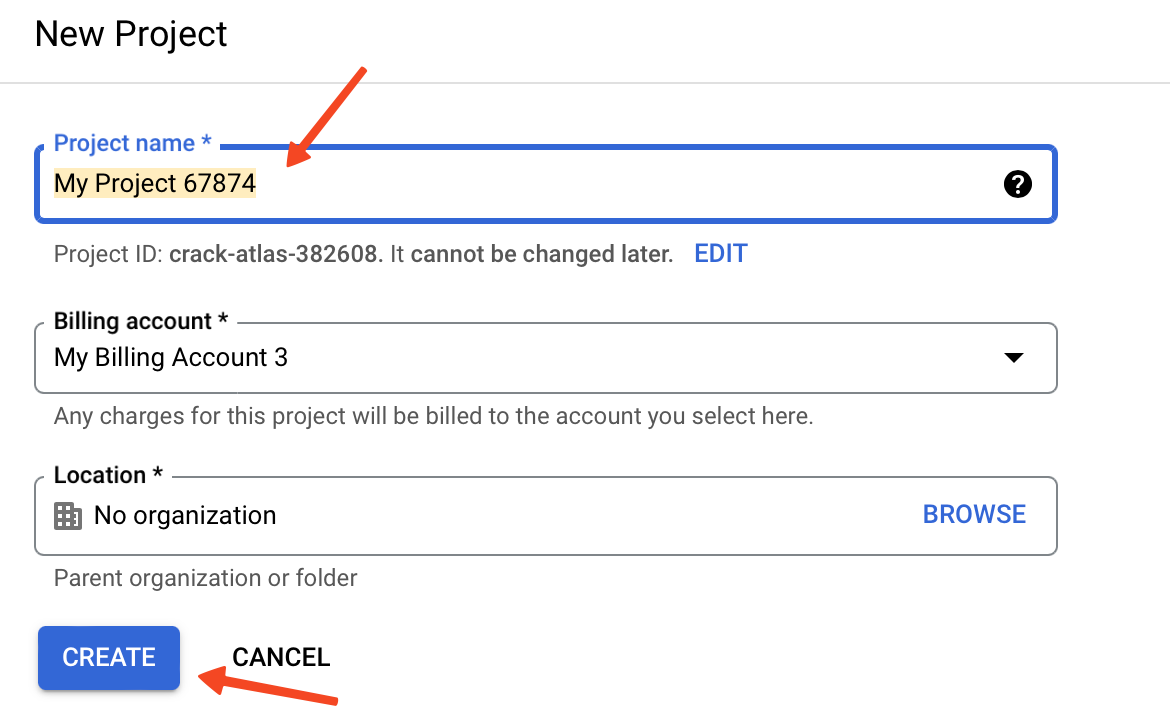 New Project
Project name *
My Project 67874
Project ID: crack-atlas-382608. It cannot be changed later. EDIT
Billing account *
My Billing Account 3
Any charges for this project will be billed to the account you select here.
Location *
No organization BROWSE
Parent organization or folder
CREATE CANCEL